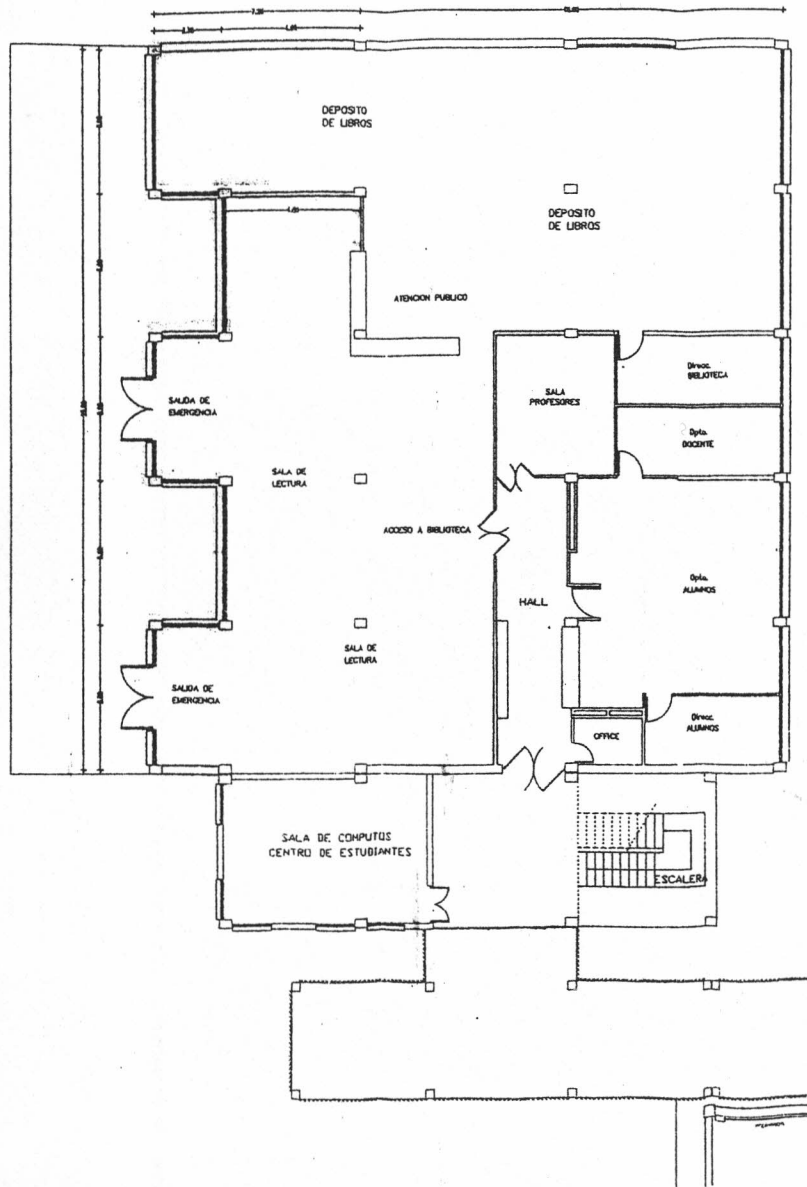 7.20
DEPOSITO
DE LIBROS
DEPOSITO
DE LIBROS
ATENCION PUBLICO
SALA
PROFESORES
Direcc.
BIBLIOTECA
Dpto.
DOCENTE
SALIDA DE
EMERGENCIA
SALA DE
LECTURA
ACCESO A BIBLIOTECA
HALL
Dpto.
ALUMNOS
SALA DE
LECTURA
SALIDA DE
EMERGENCIA
OFFICE
Direcc.
ALUMNOS
SALA DE COMPUTOS
CENTRO DE ESTUDIANTES
ESCALERA